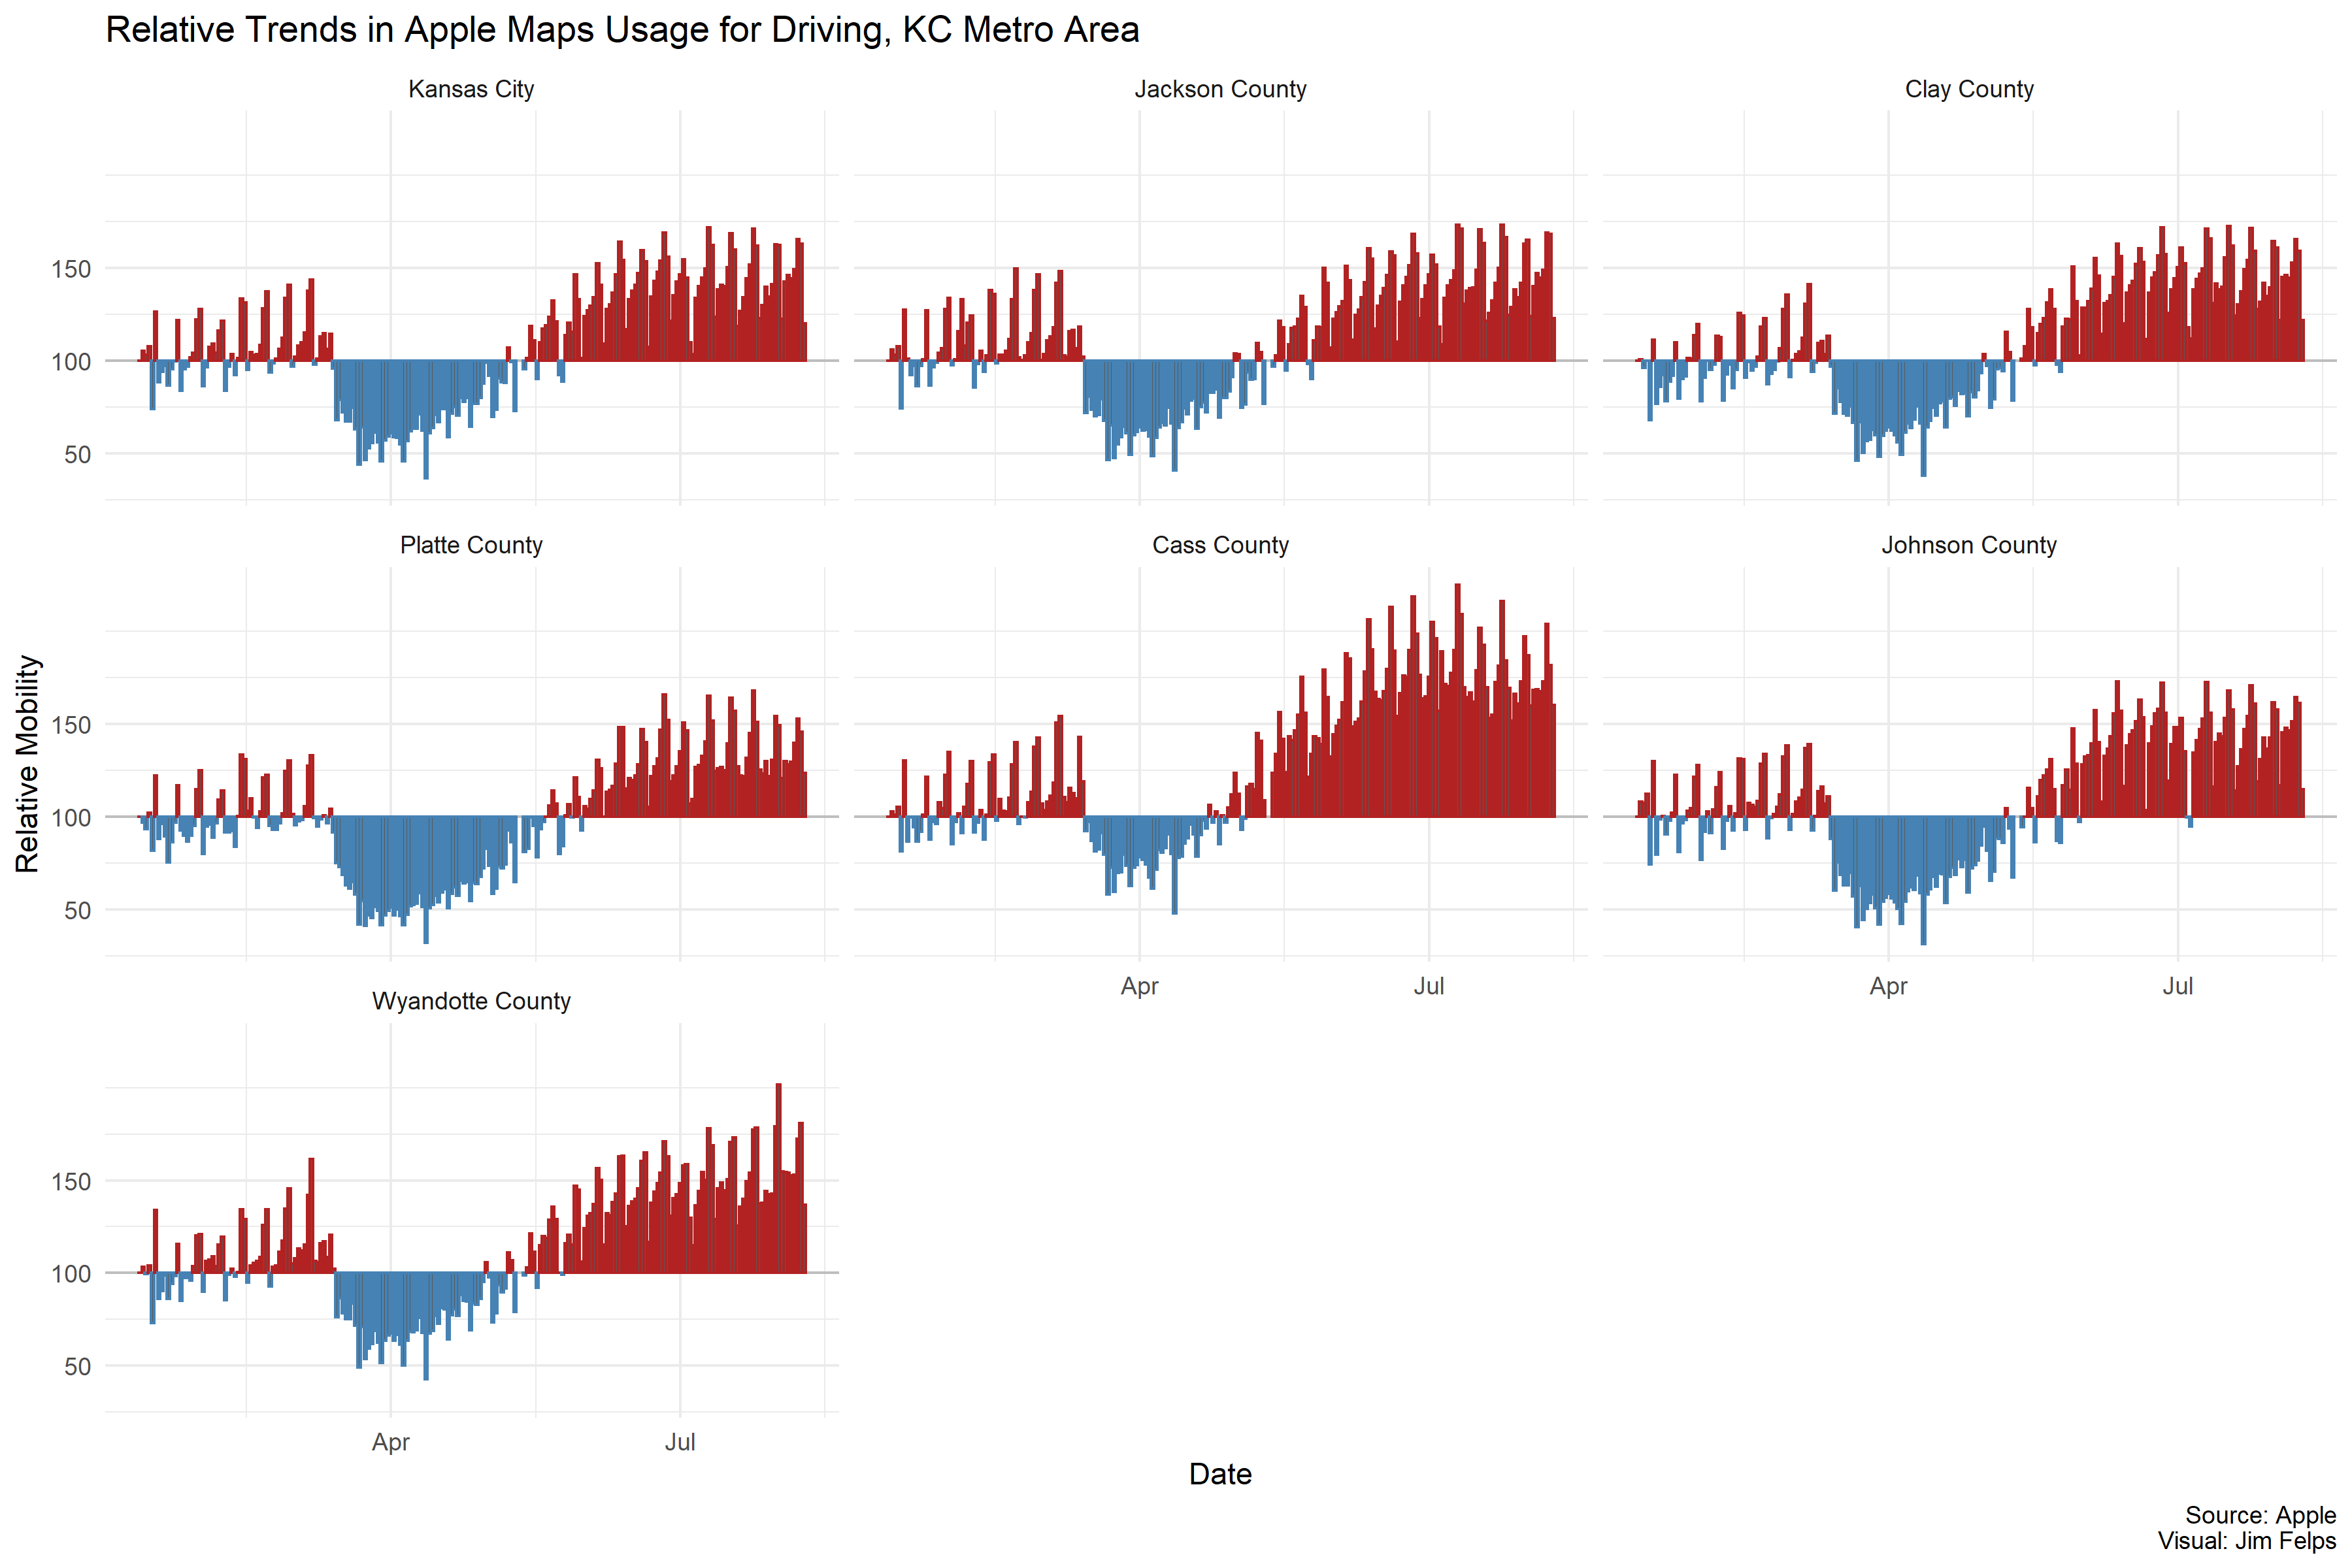 Relative Trends in Apple Maps Usage for Driving, KC Metro Area
Kansas City
Jackson County
Clay County
150
100
50
Platte County
Cass County
Johnson County
Relative Mobility
150
100
50
Apr
Jul
Apr
Jul
Wyandotte County
150
100
50
Apr
Jul
Date
Source: Apple
Visual: Jim Felps